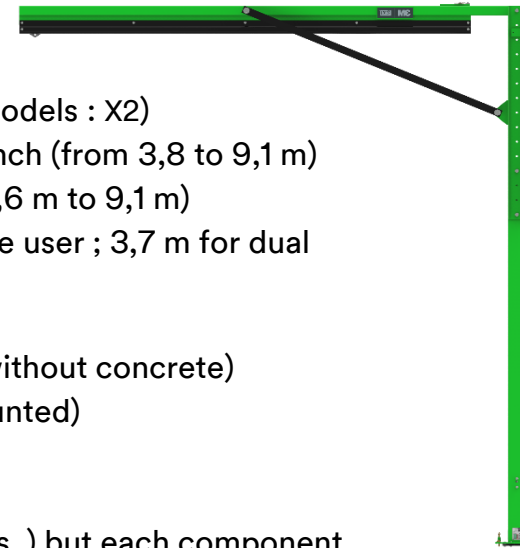 odels : X2)
nch (from 3,8 to 9,1 m)
,6 m to 9,1 m)
e user ; 3,7 m for dual
vithout concrete)
unted)
s ) but each component